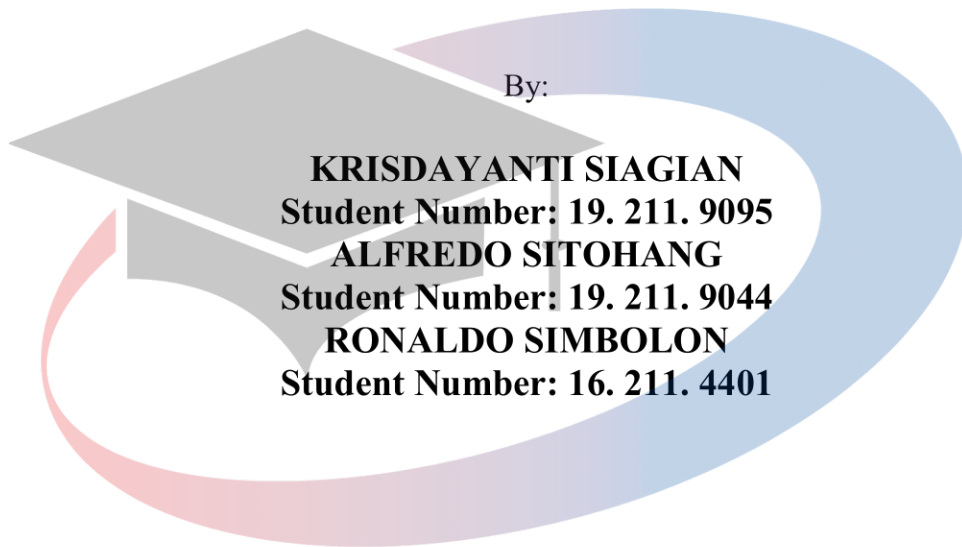 By:
KRISDAYANTI SIAGIAN
Student Number: 19. 211. 9095
ALFREDO SITOHANG
Student Number: 19. 211. 9044
RONALDO SIMBOLON
Student Number: 16. 211. 4401